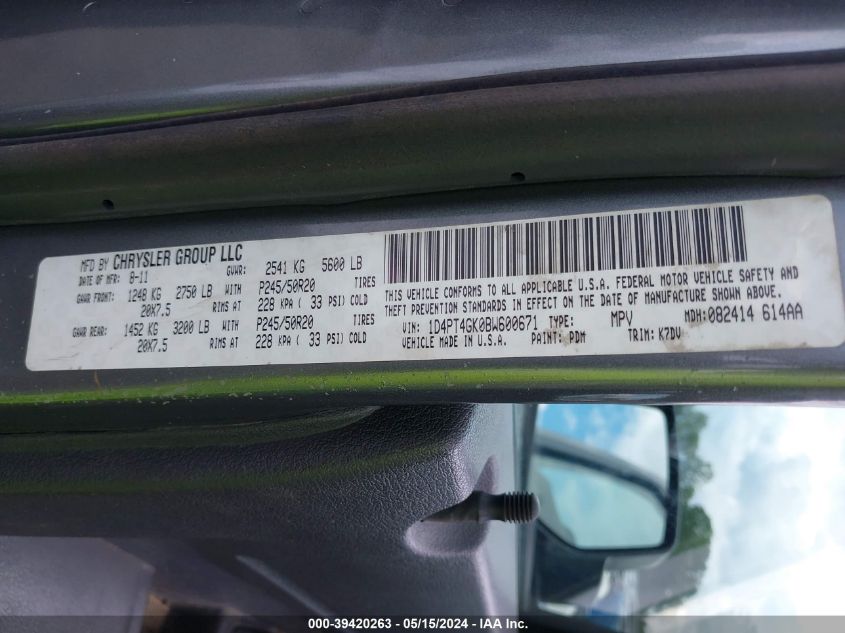 MFD BY CHRYSLER GROUP LLC
DATE OF MFR: 8-11 GVWR: 2541 KG 5600 LB
GAWR FRONT: 1248 KG 2750 LB WITH P245/50R20 TIRES
20X7.5 RIMS AT 228 KPA ( 33 PSI) COLD
GAWR REAR: 1452 KG 3200 LB WITH P245/50R20 TIRES
20X7.5 RIMS AT 228 KPA ( 33 PSI) COLD
THIS VEHICLE CONFORMS TO ALL APPLICABLE U.S.A. FEDERAL MOTOR VEHICLE SAFETY AND
THEFT PREVENTION STANDARDS IN EFFECT ON THE DATE OF MANUFACTURE SHOWN ABOVE.
VIN: 1D4PT4GK0BW600671 TYPE: MPV MDH: 082414 614AA
VEHICLE MADE IN U.S.A. PAINT: PDM TRIM: K7DV
000-39420263 - 05/15/2024 - IAA Inc.